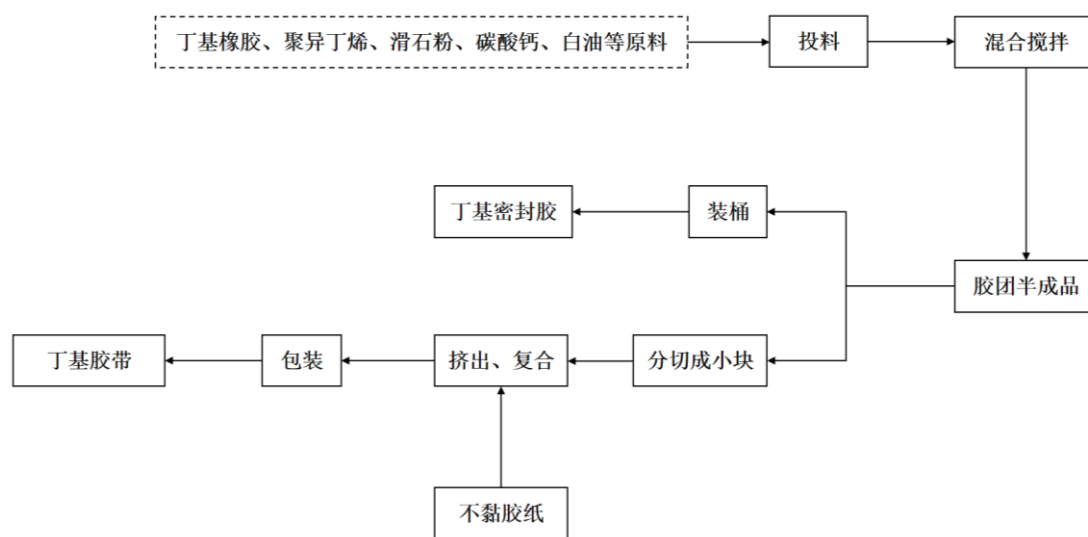 丁基橡胶、聚异丁烯、滑石粉、碳酸钙、白油等原料
投料
混合搅拌
丁基密封胶
装桶
胶团半成品
丁基胶带
包装
挤出、复合
分切成小块
不黏胶纸